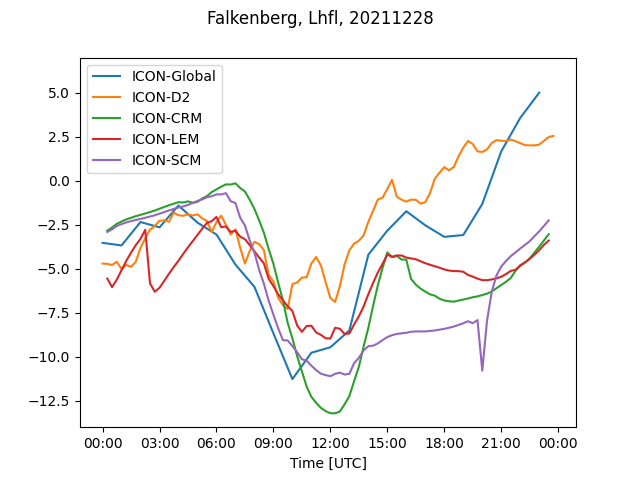 Falkenberg, Lhfl, 20211228
ICON-Global
ICON-D2
ICON-CRM
ICON-LEM
ICON-SCM
5.0
2.5
0.0
−2.5
−5.0
−7.5
−10.0
−12.5
00:00 03:00 06:00 09:00 12:00 15:00 18:00 21:00 00:00
Time [UTC]